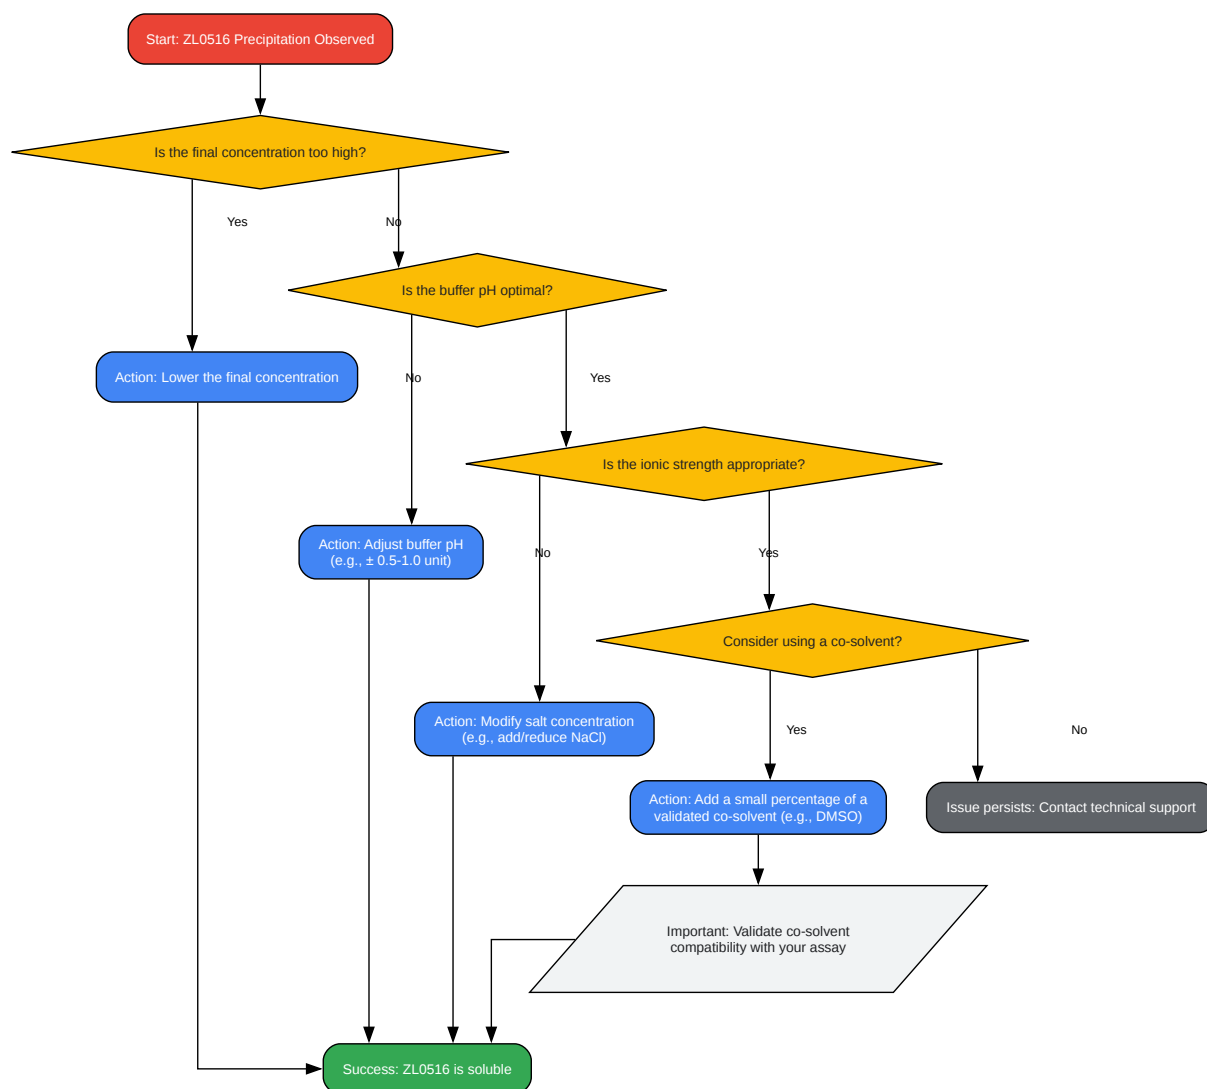 Start: ZL0516 Precipitation Observed
Is the final concentration too high?
Yes
No
Is the buffer pH optimal?
Action: Lower the final concentration
No
Yes
Is the ionic strength appropriate?
Action: Adjust buffer pH
(e.g., ± 0.5-1.0 unit)
No
Yes
Consider using a co-solvent?
Action: Modify salt concentration
(e.g., add/reduce NaCl)
Yes
No
Action: Add a small percentage of a
validated co-solvent (e.g., DMSO)
Issue persists: Contact technical support
Important: Validate co-solvent
compatibility with your assay
Success: ZL0516 is soluble